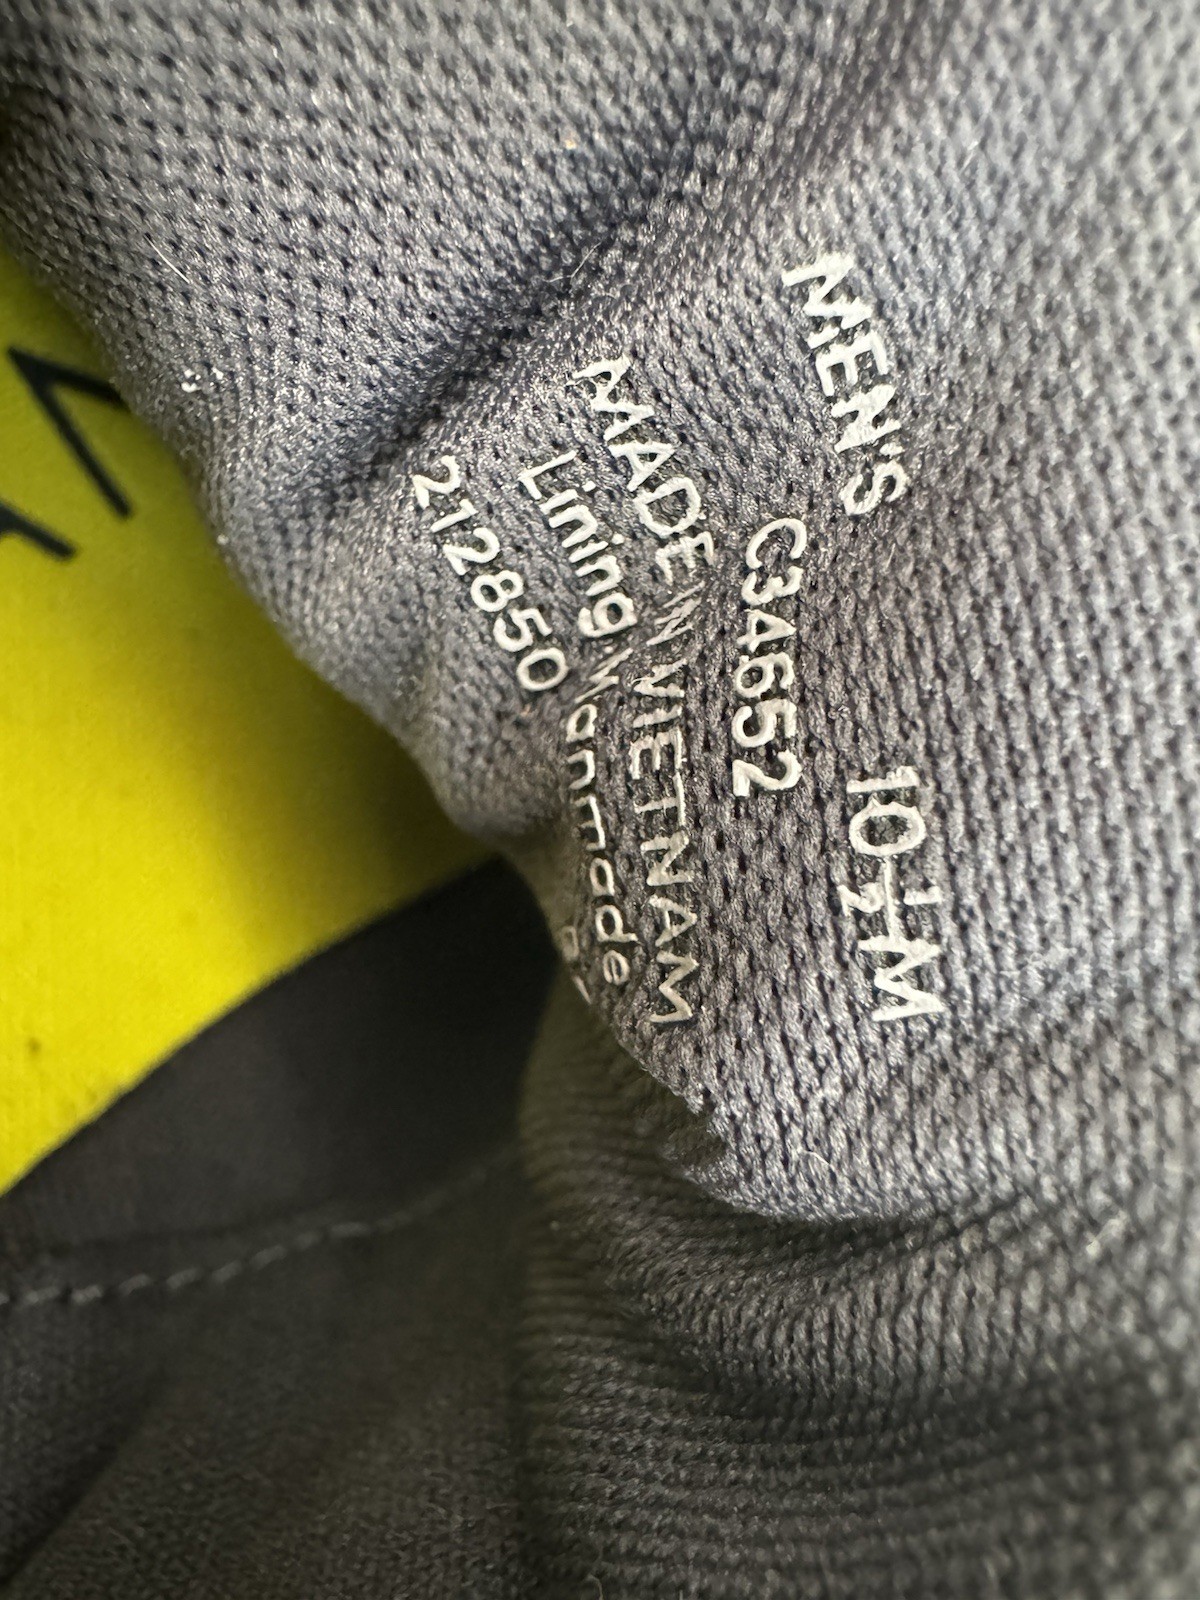 MEN'S 10 1/2 M
C34652
MADE IN VIETNAM
Lining Manmade
212850